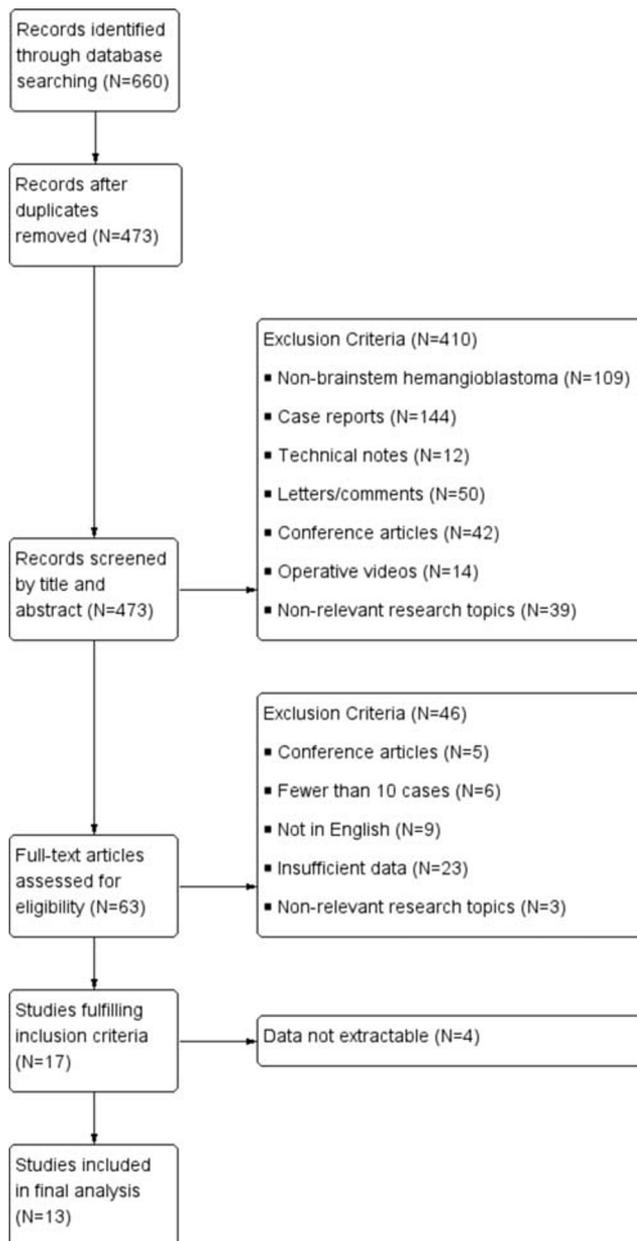 Records identified
through database
searching (N=660)
Records after
duplicates
removed (N=473)
Exclusion Criteria (N=410)
▪ Non-brainstem hemangioblastoma (N=109)
▪ Case reports (N=144)
▪ Technical notes (N=12)
▪ Letters/comments (N=50)
▪ Conference articles (N=42)
▪ Operative videos (N=14)
▪ Non-relevant research topics (N=39)
Records screened
by title and
abstract (N=473)
Exclusion Criteria (N=46)
▪ Conference articles (N=5)
▪ Fewer than 10 cases (N=6)
▪ Not in English (N=9)
▪ Insufficient data (N=23)
▪ Non-relevant research topics (N=3)
Full-text articles
assessed for
eligibility (N=63)
Studies fulfilling
inclusion criteria
(N=17)
Data not extractable (N=4)
Studies included
in final analysis
(N=13)